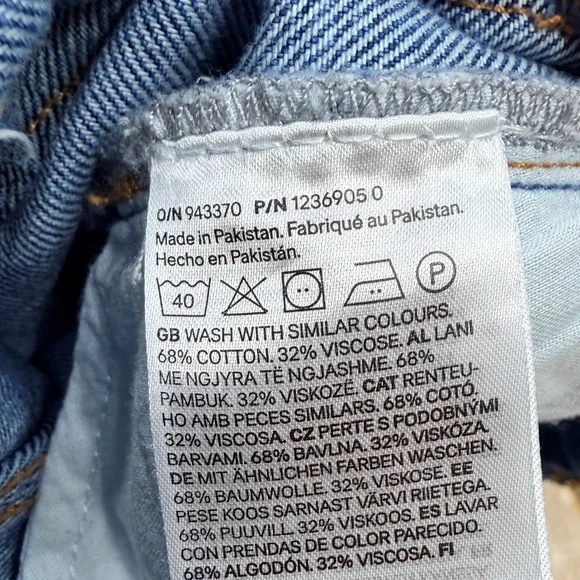 O/N 943370 P/N 1236905 0
Made in Pakistan. Fabriqué au Pakistan.
Hecho en Pakistán.
40 P
GB WASH WITH SIMILAR COLOURS.
68% COTTON. 32% VISCOSE. AL LANI
ME NGJYRA TË NGJASHME. 68%
PAMBUK. 32% VISKOZË. CAT RENTEU-
HO AMB PECES SIMILARS. 68% COTÓ.
32% VISCOSA. CZ PERTE S PODOBNÝMI
BARVAMI. 68% BAVLNA. 32% VISKÓZA.
DE MIT ÄHNLICHEN FARBEN WASCHEN.
68% BAUMWOLLE. 32% VISKOSE. EE
PESE KOOS SARNAST VÄRVI RIIETEGA.
68% PUUVILL. 32% VISKOOS. ES LAVAR
CON PRENDAS DE COLOR PARECIDO.
68% ALGODÓN. 32% VISCOSA. FI